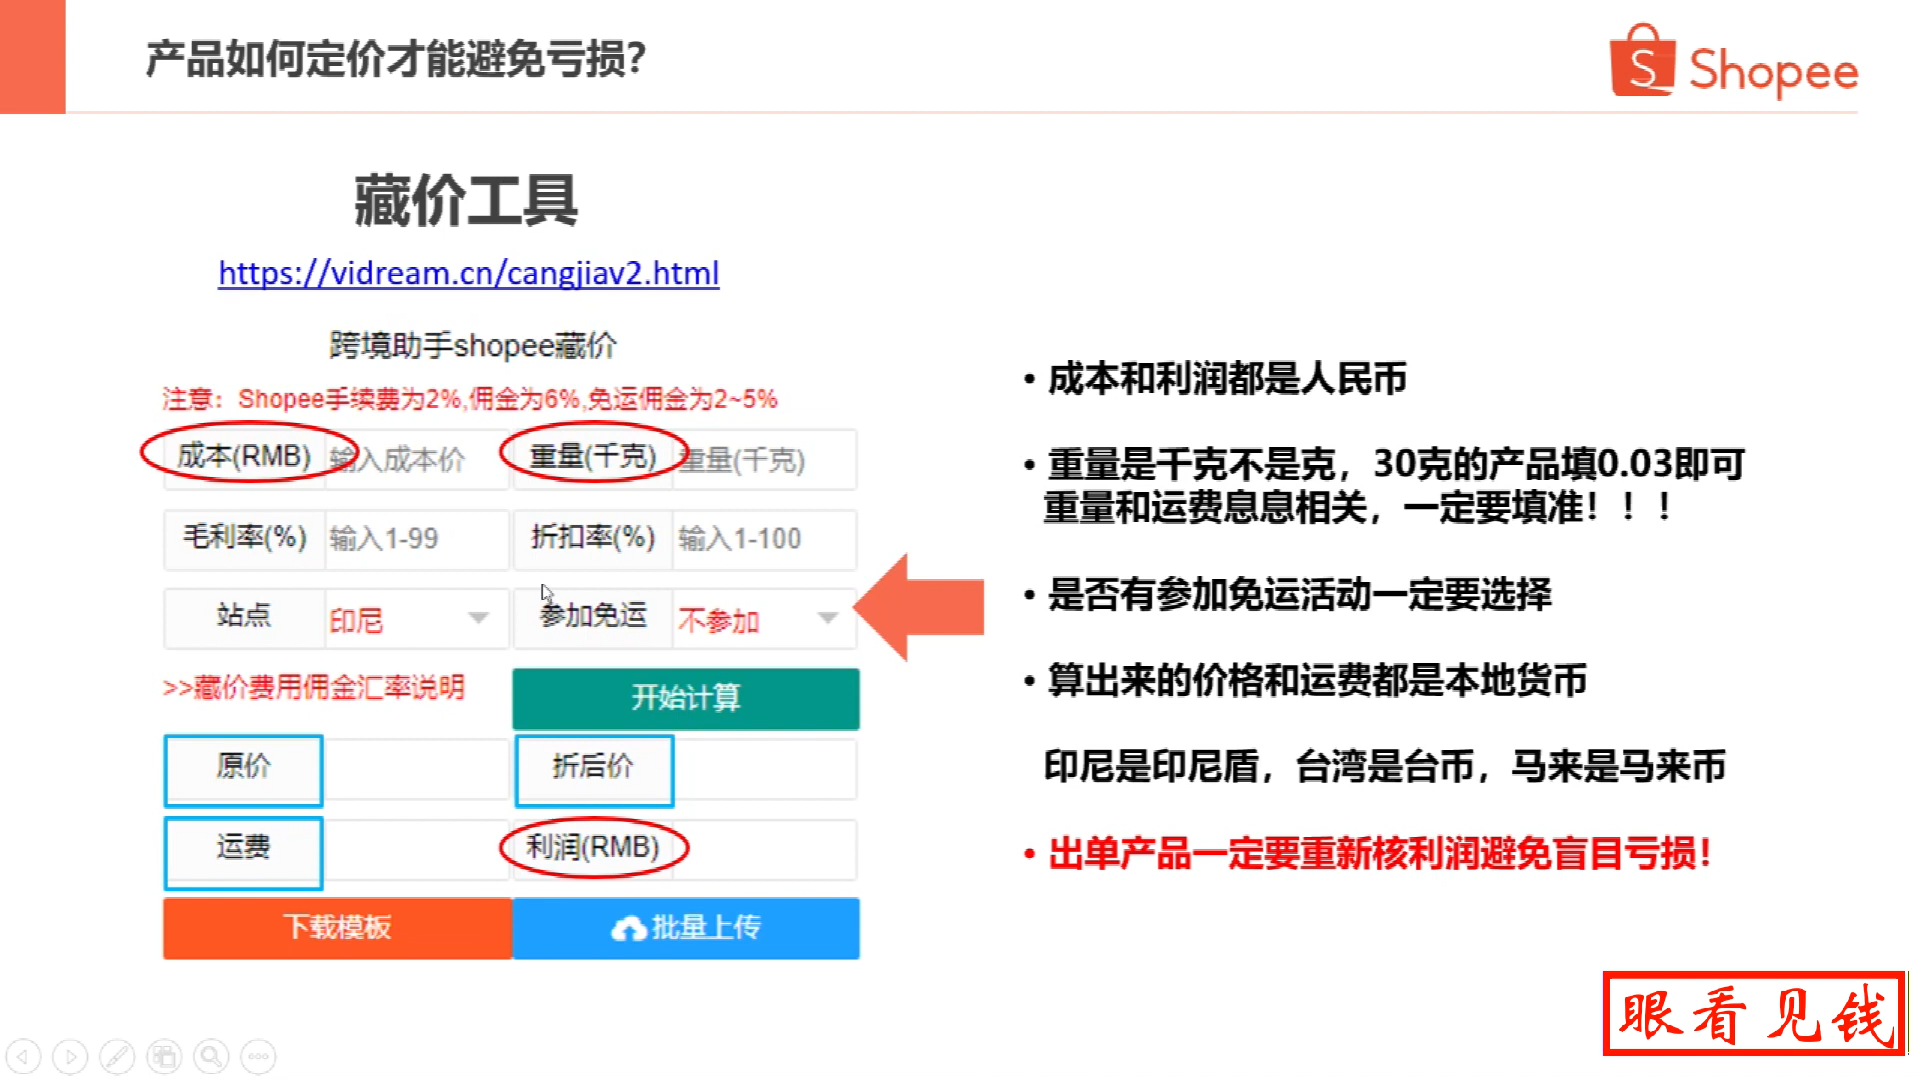 产品如何定价才能避免亏损？
Shopee
藏价工具
https://vidream.cn/cangjiav2.html
跨境助手shopee藏价
注意：Shopee手续费为2%,佣金为6%,免运佣金为2~5%
成本(RMB) 输入成本价 重量(千克) 重量(千克)
毛利率(%) 输入1-99 折扣率(%) 输入1-100
站点 印尼 参加免运 不参加
>>藏价费用佣金汇率说明 开始计算
原价 折后价
运费 利润(RMB)
下载模板 批量上传
• 成本和利润都是人民币
• 重量是千克不是克，30克的产品填0.03即可
重量和运费息息相关，一定要填准！！！
• 是否有参加免运活动一定要选择
• 算出来的价格和运费都是本地货币
印尼是印尼盾，台湾是台币，马来是马来币
• 出单产品一定要重新核利润避免盲目亏损！
眼看见钱